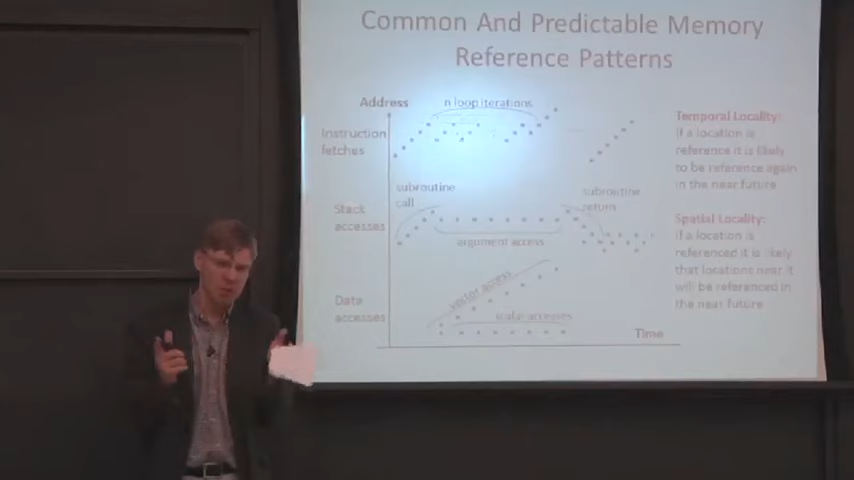 Common And Predictable Memory
Reference Patterns
Address
n loop iterations
Instruction
fetches
subroutine
call
subroutine
return
Stack
accesses
argument access
vector access
Data
accesses
scalar accesses
Time
Temporal Locality:
If a location is
reference it is likely
to be reference again
in the near future
Spatial Locality:
If a location is
referenced it is likely
that locations near it
will be referenced in
the near future